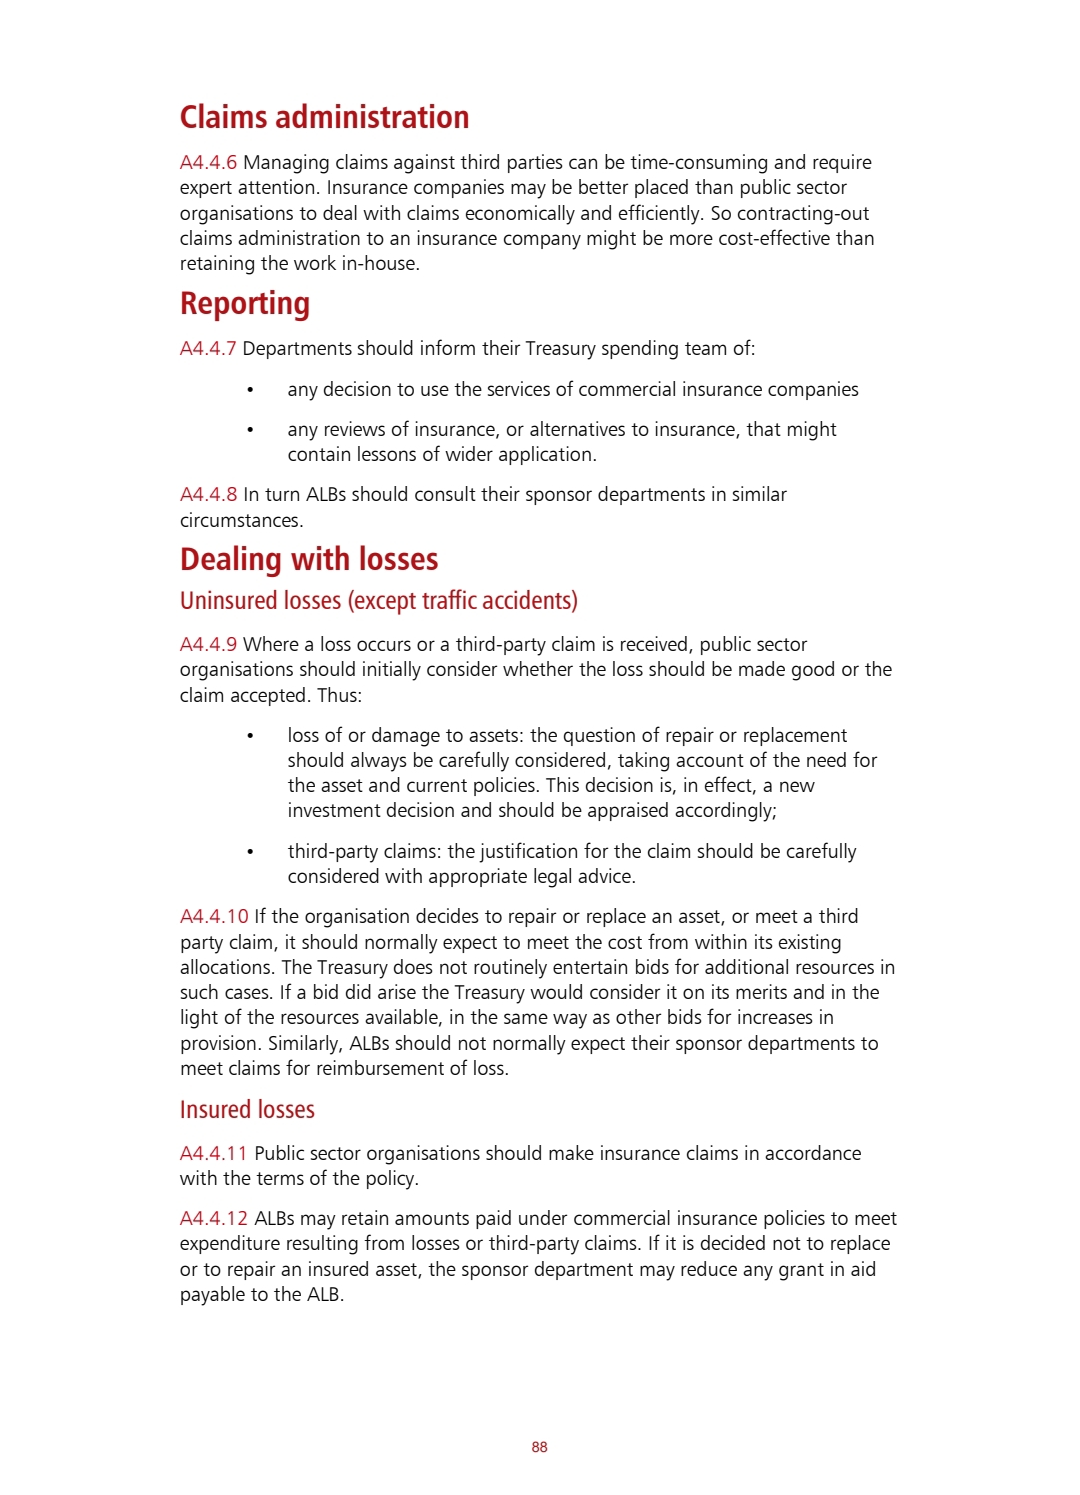 Claims administration
A4.4.6 Managing claims against third parties can be time-consuming and require
expert attention. Insurance companies may be better placed than public sector
organisations to deal with claims economically and efficiently. So contracting-out
claims administration to an insurance company might be more cost-effective than
retaining the work in-house.
Reporting
A4.4.7 Departments should inform their Treasury spending team of:
• any decision to use the services of commercial insurance companies
• any reviews of insurance, or alternatives to insurance, that might
contain lessons of wider application.
A4.4.8 In turn ALBs should consult their sponsor departments in similar
circumstances.
Dealing with losses
Uninsured losses (except traffic accidents)
A4.4.9 Where a loss occurs or a third-party claim is received, public sector
organisations should initially consider whether the loss should be made good or the
claim accepted. Thus:
• loss of or damage to assets: the question of repair or replacement
should always be carefully considered, taking account of the need for
the asset and current policies. This decision is, in effect, a new
investment decision and should be appraised accordingly;
• third-party claims: the justification for the claim should be carefully
considered with appropriate legal advice.
A4.4.10 If the organisation decides to repair or replace an asset, or meet a third
party claim, it should normally expect to meet the cost from within its existing
allocations. The Treasury does not routinely entertain bids for additional resources in
such cases. If a bid did arise the Treasury would consider it on its merits and in the
light of the resources available, in the same way as other bids for increases in
provision. Similarly, ALBs should not normally expect their sponsor departments to
meet claims for reimbursement of loss.
Insured losses
A4.4.11 Public sector organisations should make insurance claims in accordance
with the terms of the policy.
A4.4.12 ALBs may retain amounts paid under commercial insurance policies to meet
expenditure resulting from losses or third-party claims. If it is decided not to replace
or to repair an insured asset, the sponsor department may reduce any grant in aid
payable to the ALB.
88